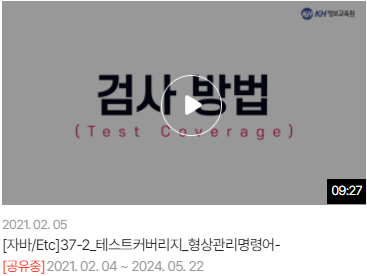 KH정보교육원
검사 방법
(Test Coverage)
09:27
2021. 02. 05
[자바/Etc]37-2_테스트커버리지_형상관리명령어-
[공유중] 2021. 02. 04 ~ 2024. 05. 22